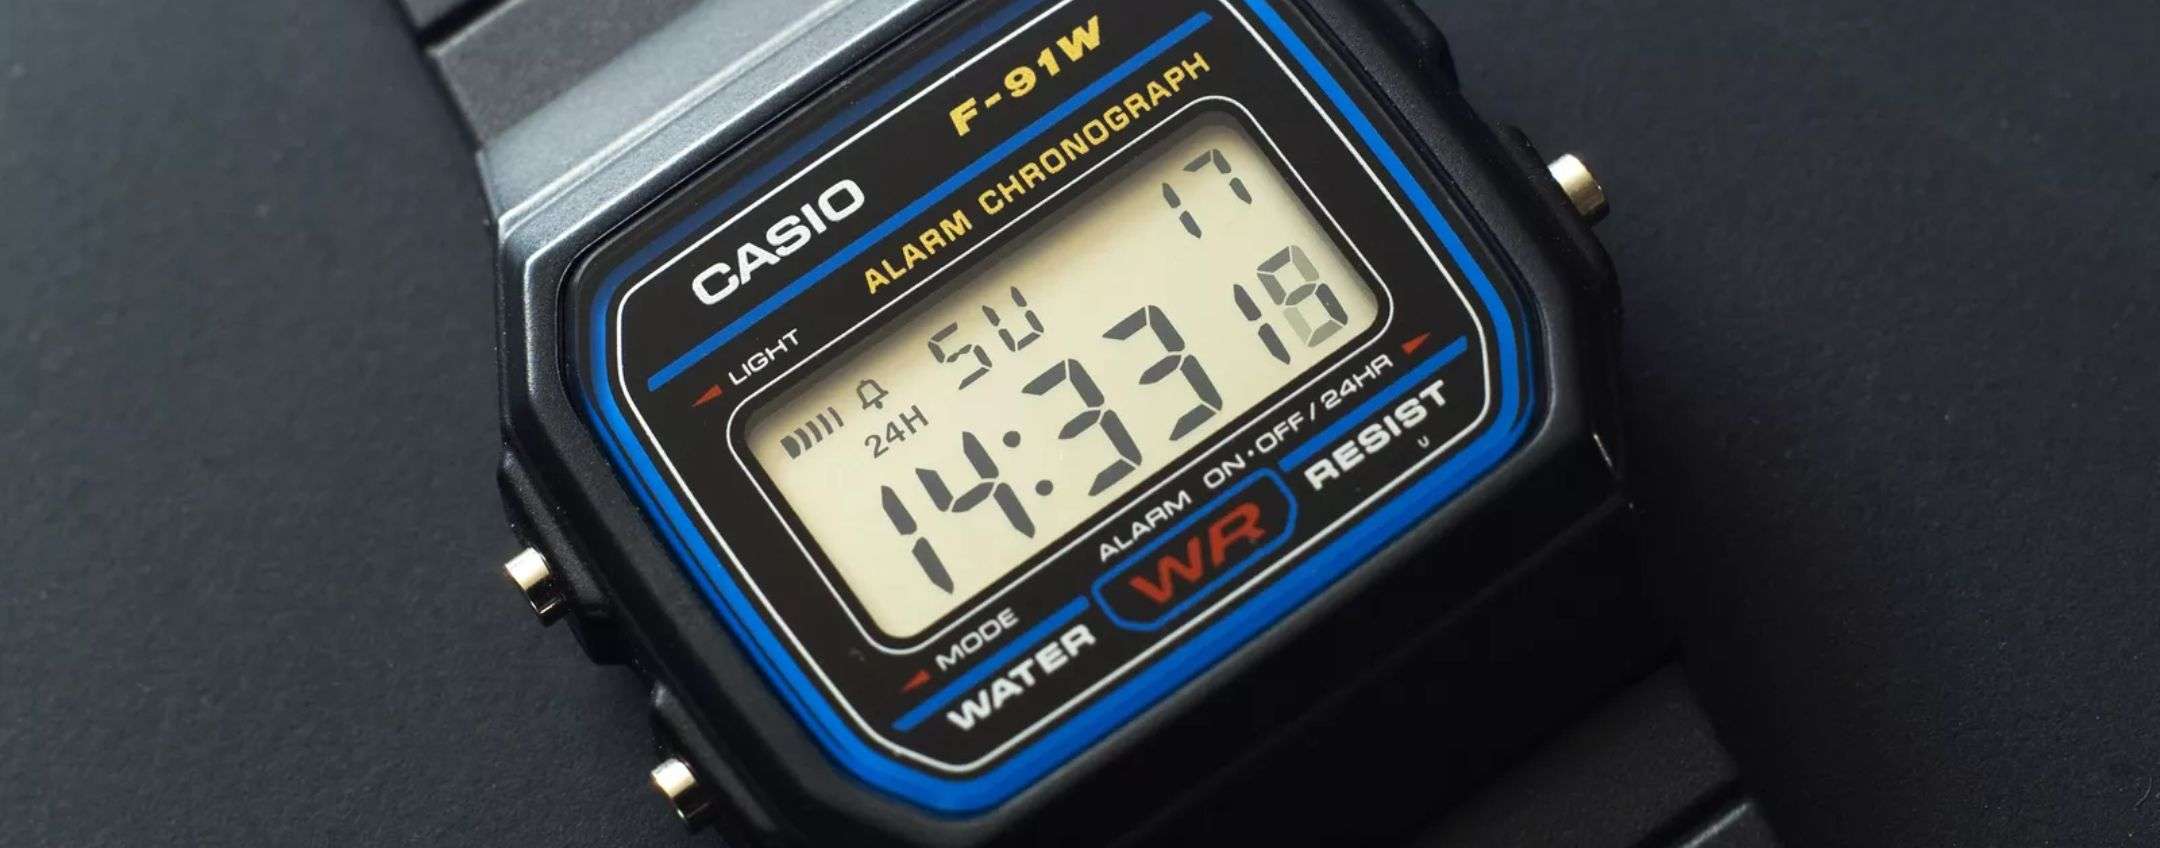 CASIO F-91W
ALARM CHRONOGRAPH
LIGHT
SU 17
24H
14:33 18
MODE
ALARM ON·OFF/24HR
WATER WR RESIST
U